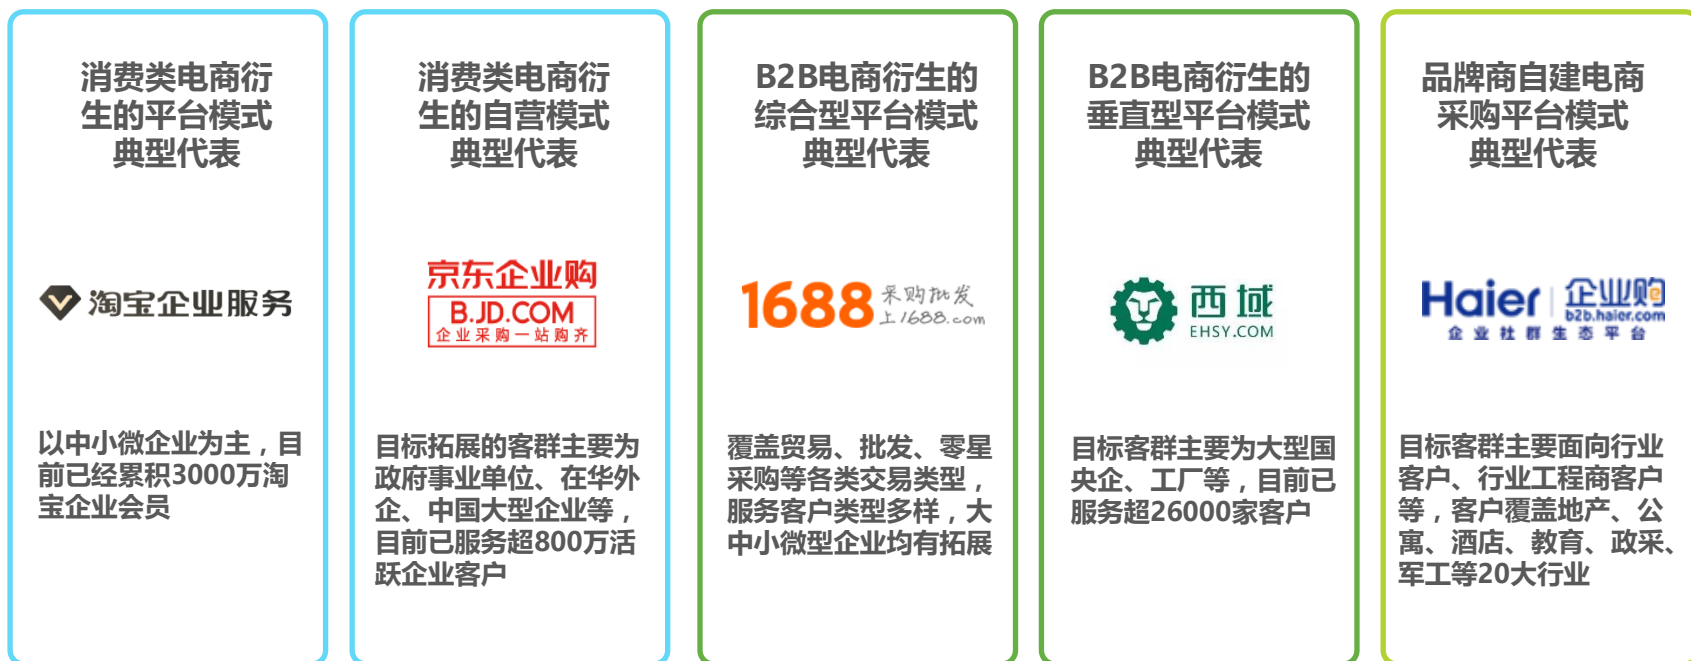 消费类电商衍
生的平台模式
典型代表
淘宝企业服务
以中小微企业为主，目
前已经累积3000万淘
宝企业会员
消费类电商衍
生的自营模式
典型代表
京东企业购
B.JD.COM
企业采购一站购齐
目标拓展的客群主要为
政府事业单位、在华外
企、中国大型企业等，
目前已服务超800万活
跃企业客户
B2B电商衍生的
综合型平台模式
典型代表
1688
采购批发
上1688.com
覆盖贸易、批发、零星
采购等各类交易类型，
服务客户类型多样，大
中小微型企业均有拓展
B2B电商衍生的
垂直型平台模式
典型代表
西域
EHSY.COM
目标客群主要为大型国
央企、工厂等，目前已
服务超26000家客户
品牌商自建电商
采购平台模式
典型代表
Haier
企业购
b2b.haier.com
企业社群生态平台
目标客群主要面向行业
客户、行业工程商客户
等，客户覆盖地产、公
寓、酒店、教育、政采、
军工等20大行业